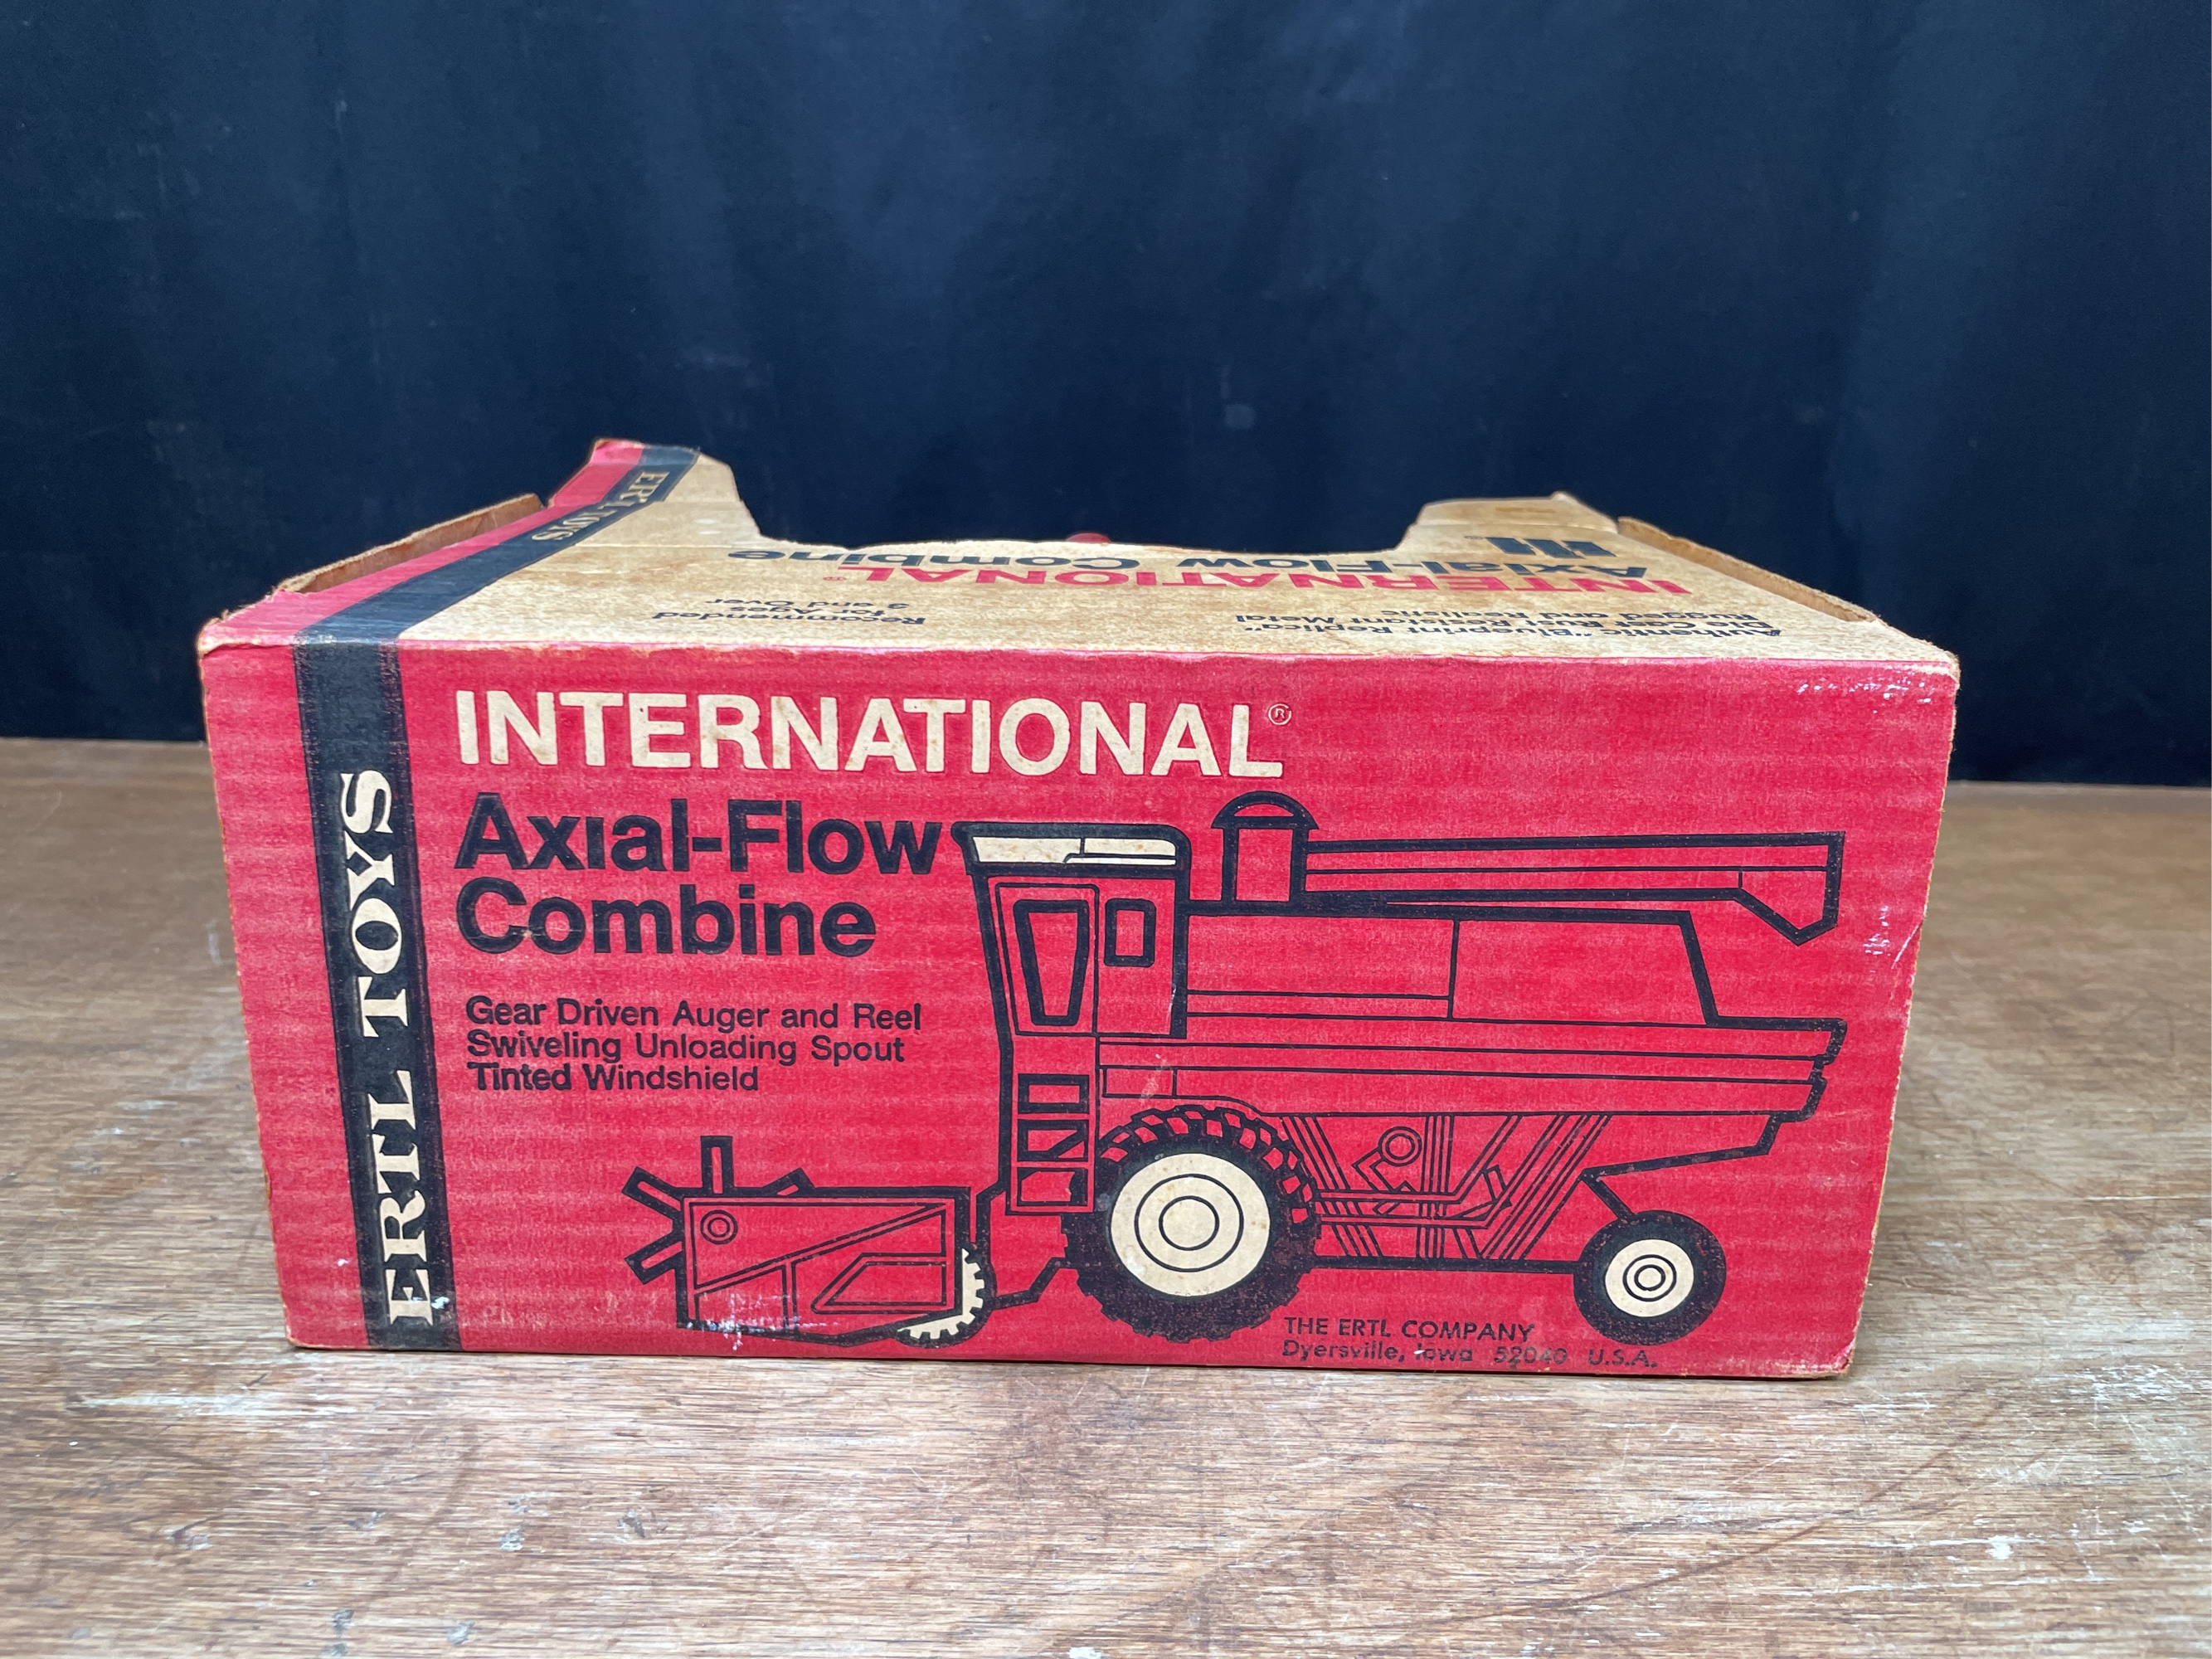 ERTL TOYS
INTERNATIONAL®
Axial-Flow Combine
Recommended
for Ages
3 and Over
Authentic "Blueprint Replica"
Die Cast Rust Resistant Metal
Rugged and Realistic
ERTL TOYS
INTERNATIONAL®
Axial-Flow
Combine
Gear Driven Auger and Reel
Swiveling Unloading Spout
Tinted Windshield
THE ERTL COMPANY
Dyersville, Iowa 52040 U.S.A.